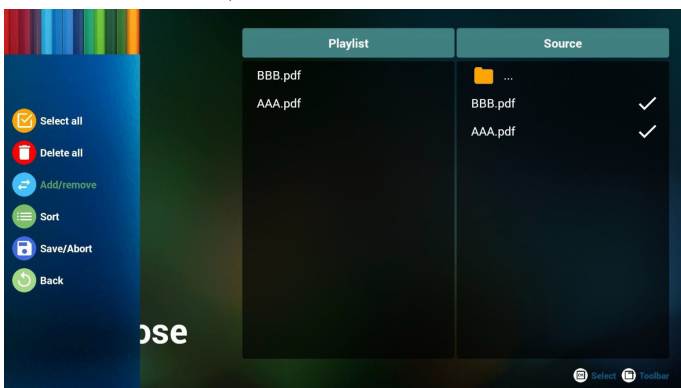 Playlist
Source
BBB.pdf
AAA.pdf
...
BBB.pdf
AAA.pdf
Select all
Delete all
Add/remove
Sort
Save/Abort
Back
ose
Select
Toolbar